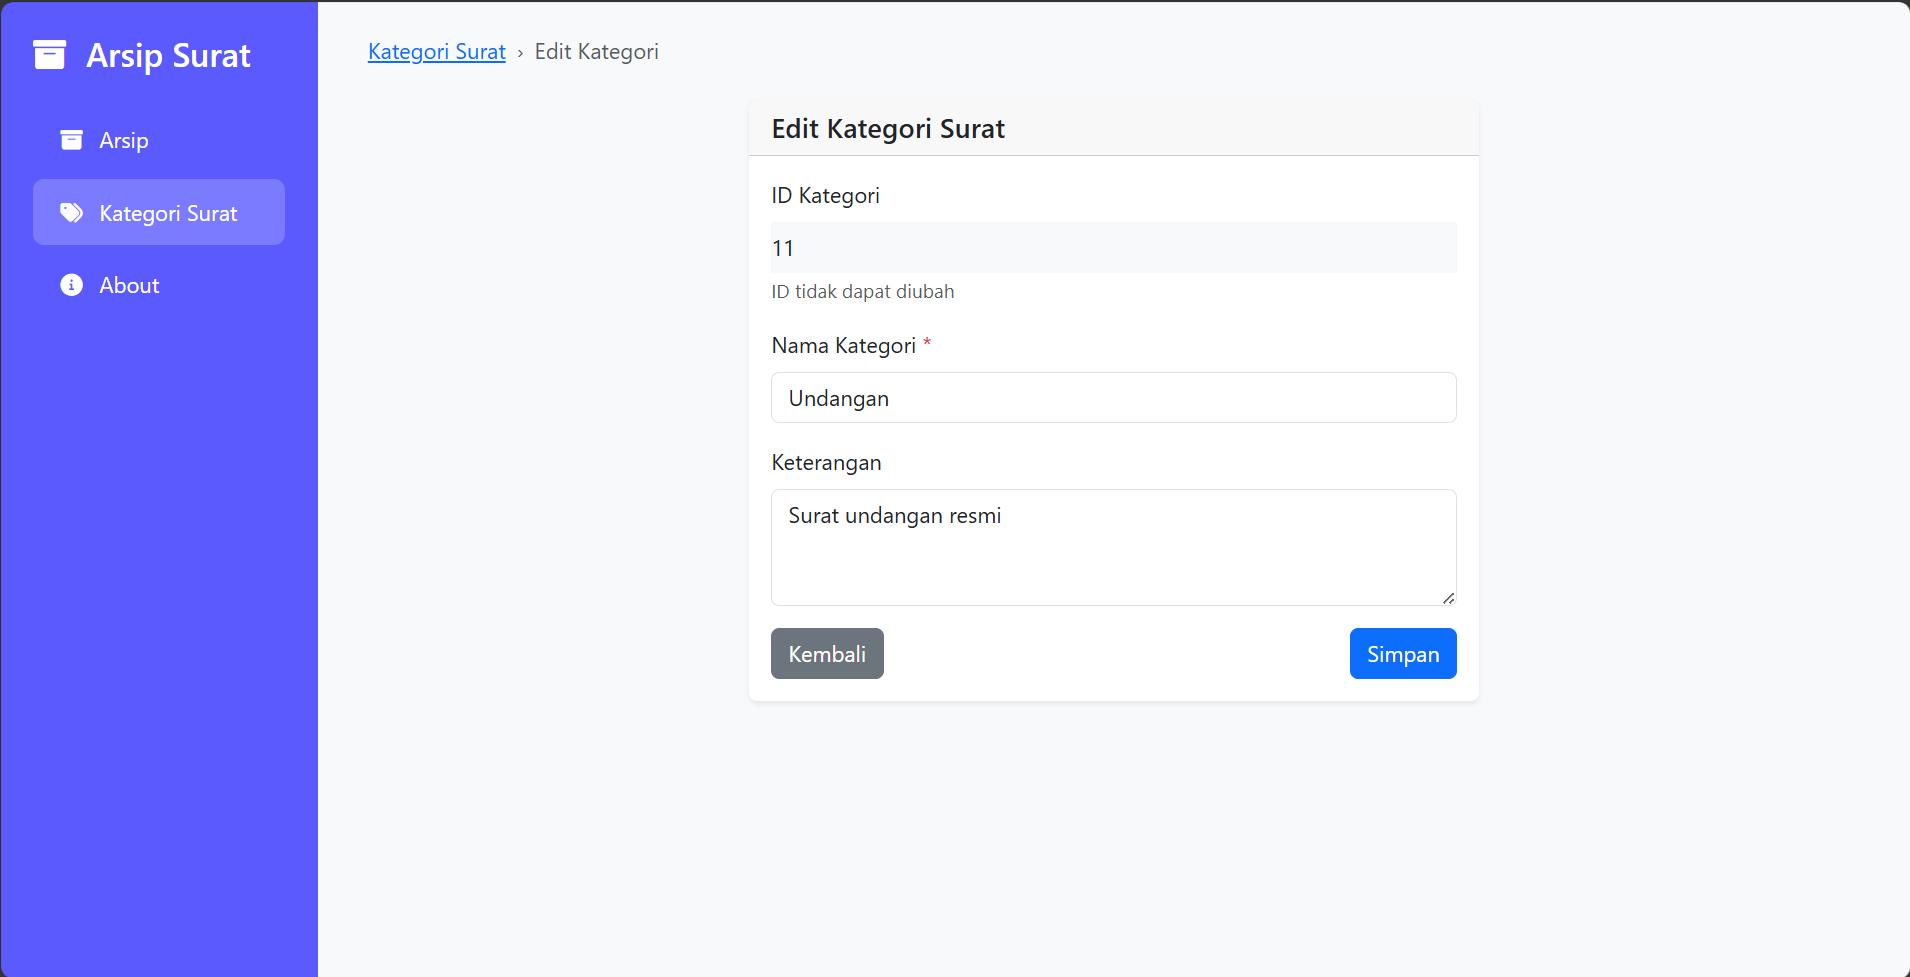 Arsip Surat
Arsip
Kategori Surat
About
Kategori Surat › Edit Kategori
Edit Kategori Surat
ID Kategori
11
ID tidak dapat diubah
Nama Kategori *
Undangan
Keterangan
Surat undangan resmi
Kembali
Simpan